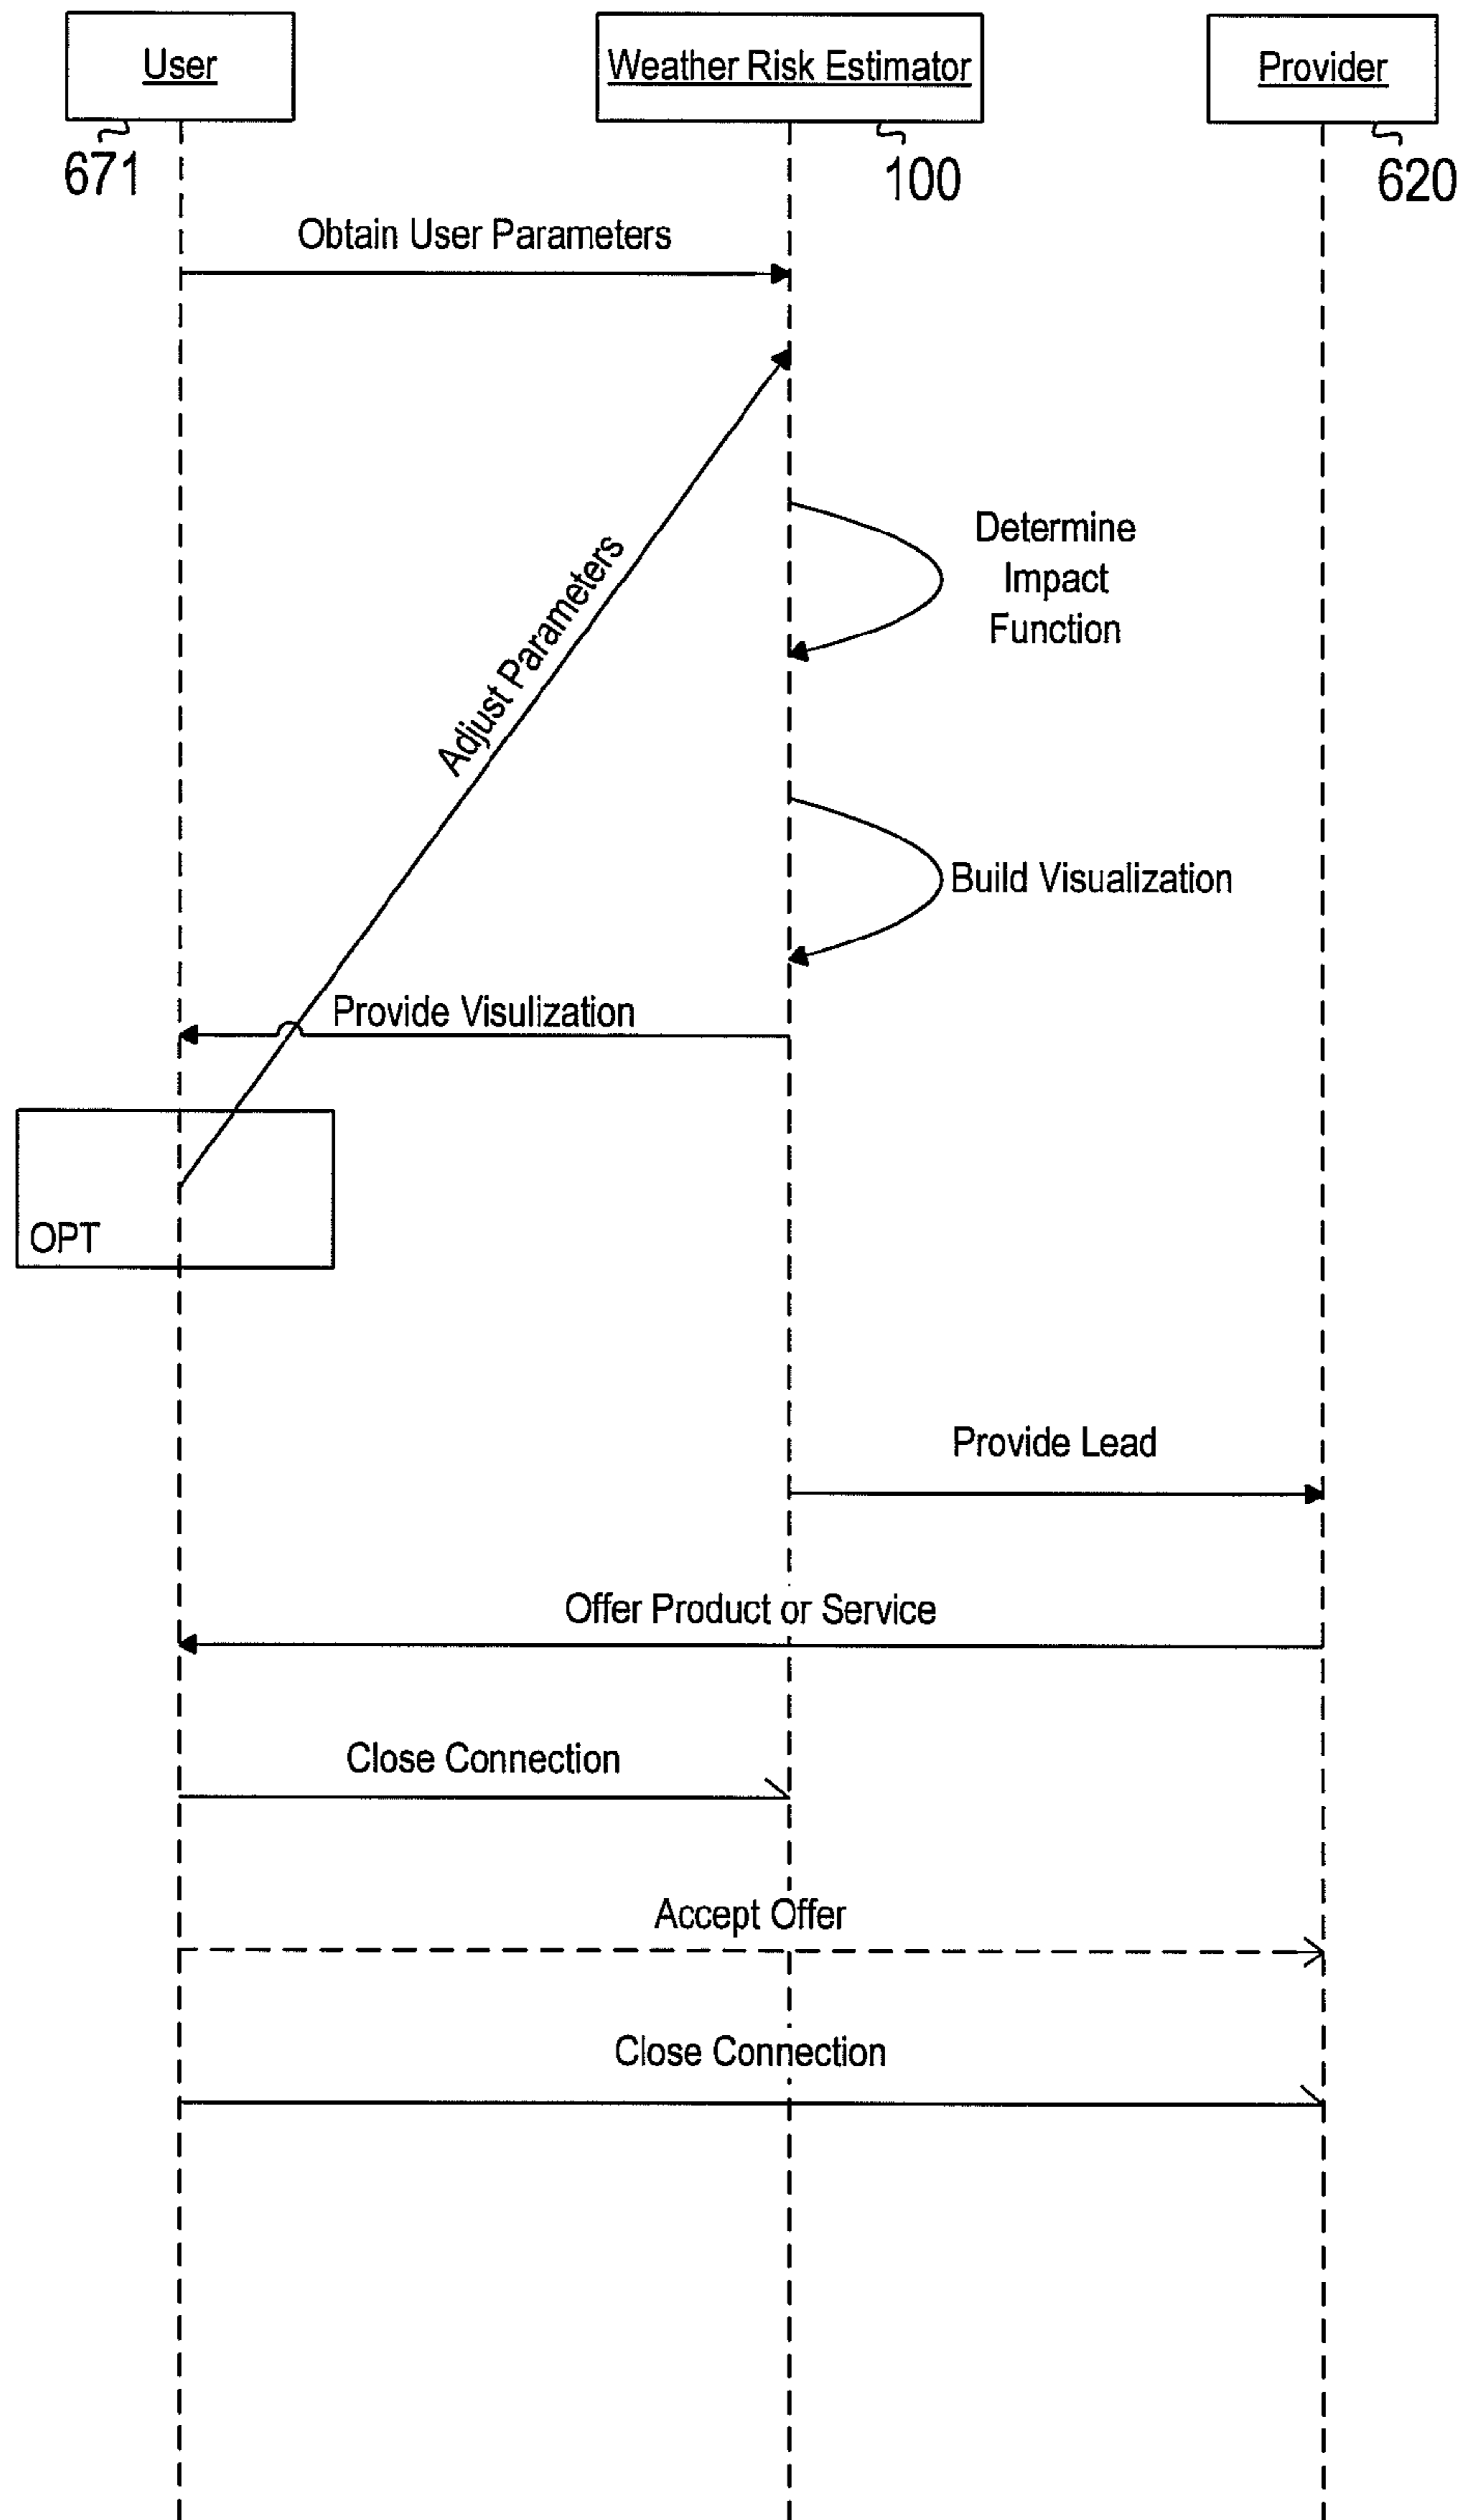 User
Weather Risk Estimator
Provider
671
100
620
Obtain User Parameters
Determine
Impact
Function
Adjust Parameters
Build Visualization
Provide Visulization
OPT
Provide Lead
Offer Product or Service
Close Connection
Accept Offer
Close Connection